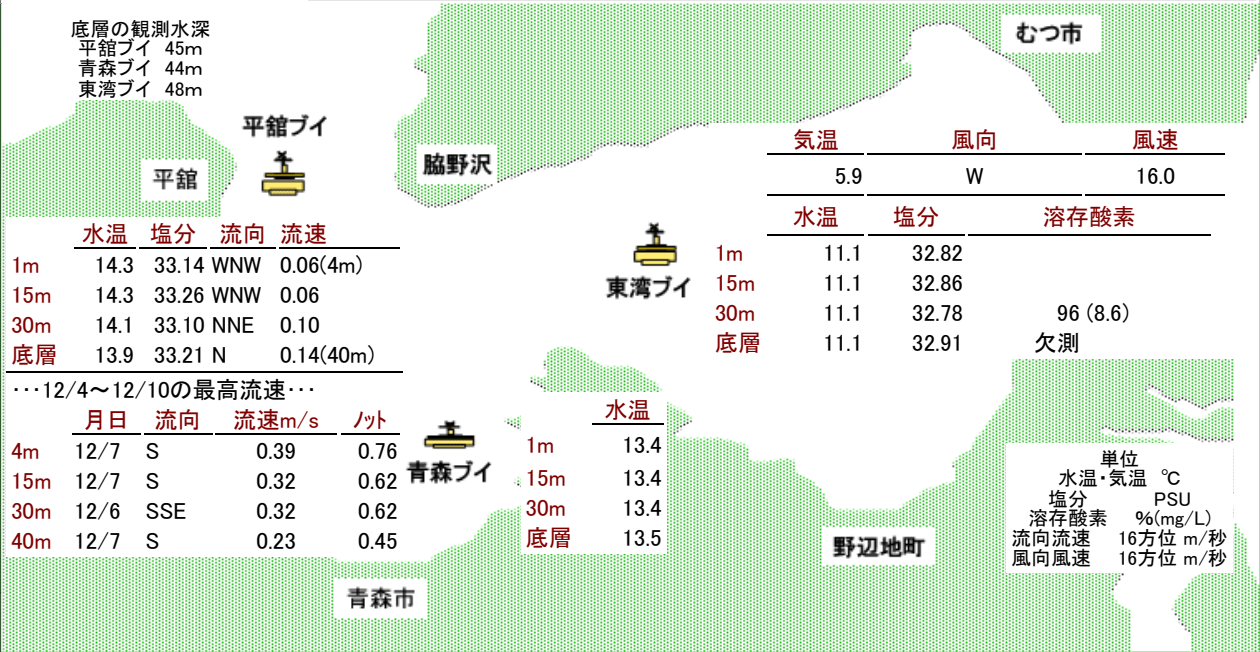 底層の観測水深
平舘ブイ 45m
青森ブイ 44m
東湾ブイ 48m
むつ市
平舘ブイ
脇野沢
平舘
気温 風向 風速
5.9 W 16.0
水温 塩分 溶存酸素
1m 11.1 32.82
15m 11.1 32.86
30m 11.1 32.78 96 (8.6)
底層 11.1 32.91 欠測
東湾ブイ
水温 塩分 流向 流速
1m 14.3 33.14 WNW 0.06(4m)
15m 14.3 33.26 WNW 0.06
30m 14.1 33.10 NNE 0.10
底層 13.9 33.21 N 0.14(40m)
･･･12/4～12/10の最高流速･･･
月日 流向 流速m/s ﾉｯﾄ
4m 12/7 S 0.39 0.76
15m 12/7 S 0.32 0.62
30m 12/6 SSE 0.32 0.62
40m 12/7 S 0.23 0.45
青森ブイ
水温
1m 13.4
15m 13.4
30m 13.4
底層 13.5
単位
水温・気温 ℃
塩分 PSU
溶存酸素 %(mg/L)
流向流速 16方位 m/秒
風向風速 16方位 m/秒
野辺地町
青森市